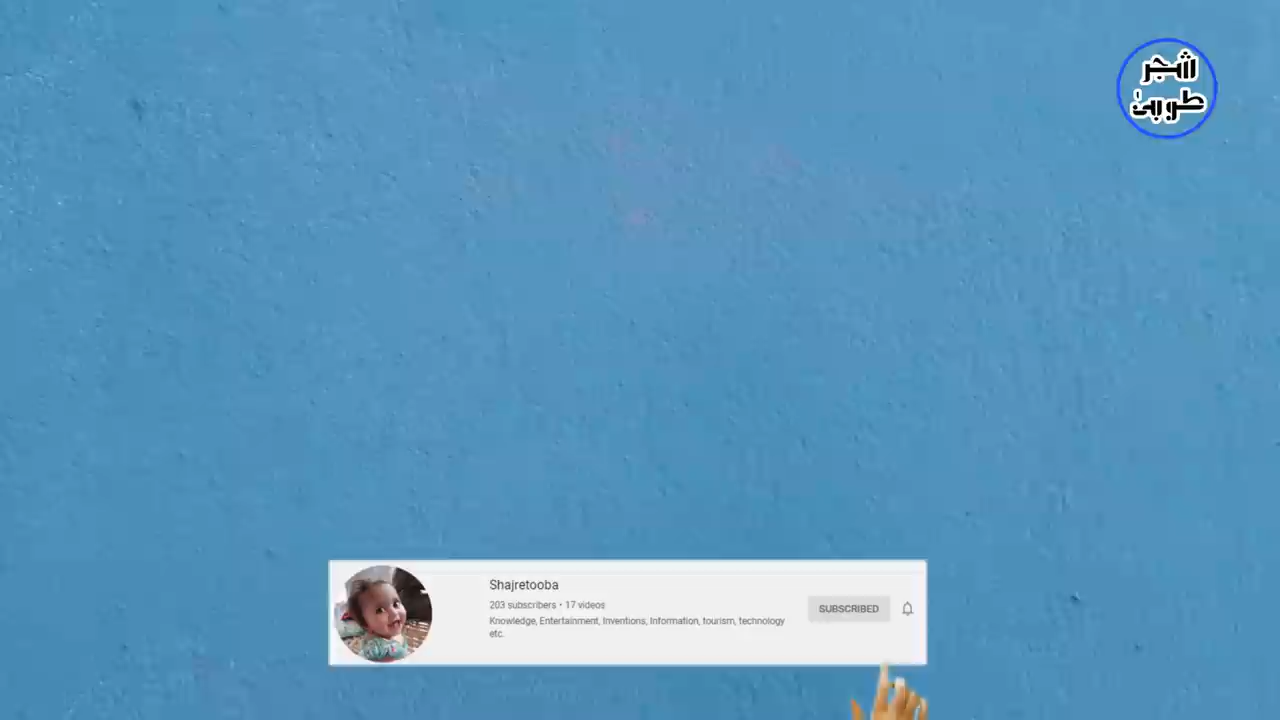 شجر
طوبیٰ
Shajretooba
203 subscribers • 17 videos
Knowledge, Entertainment, Inventions, Information, tourism, technology
etc.
SUBSCRIBED